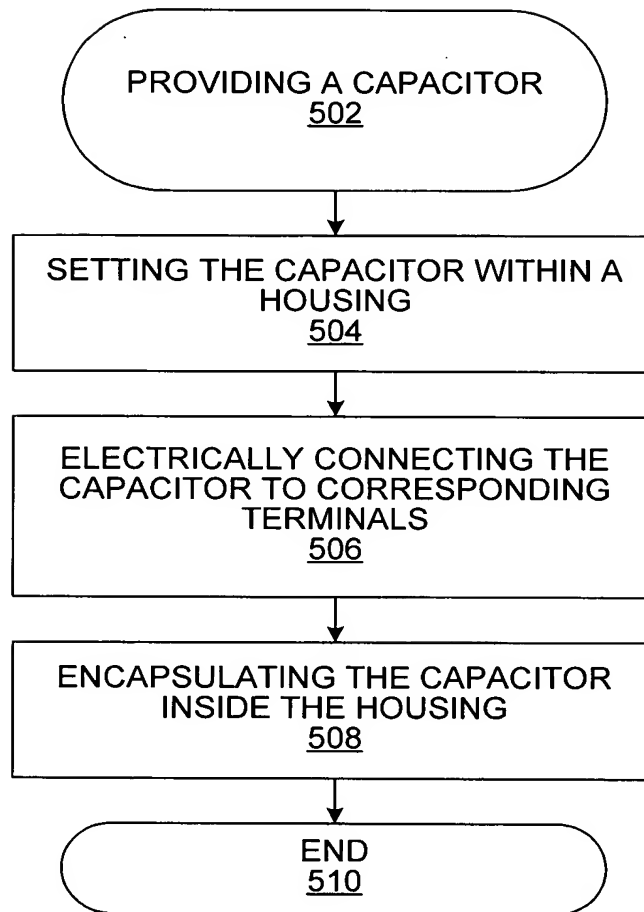 PROVIDING A CAPACITOR
502
SETTING THE CAPACITOR WITHIN A
HOUSING
504
ELECTRICALLY CONNECTING THE
CAPACITOR TO CORRESPONDING
TERMINALS
506
ENCAPSULATING THE CAPACITOR
INSIDE THE HOUSING
508
END
510